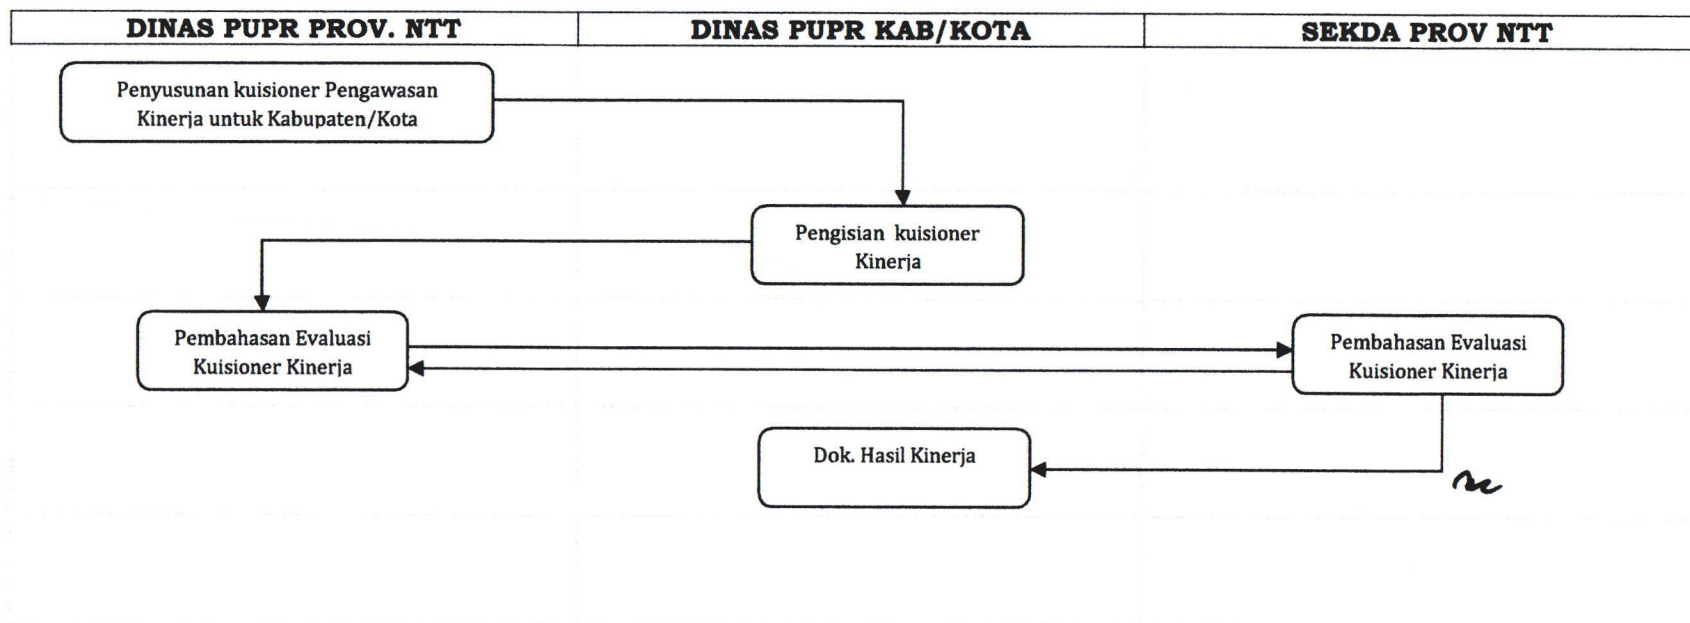 DINAS PUPR PROV. NTT
DINAS PUPR KAB/KOTA
SEKDA PROV NTT
Penyusunan kuisioner Pengawasan
Kinerja untuk Kabupaten/Kota
Pengisian kuisioner
Kinerja
Pembahasan Evaluasi
Kuisioner Kinerja
Pembahasan Evaluasi
Kuisioner Kinerja
Dok. Hasil Kinerja